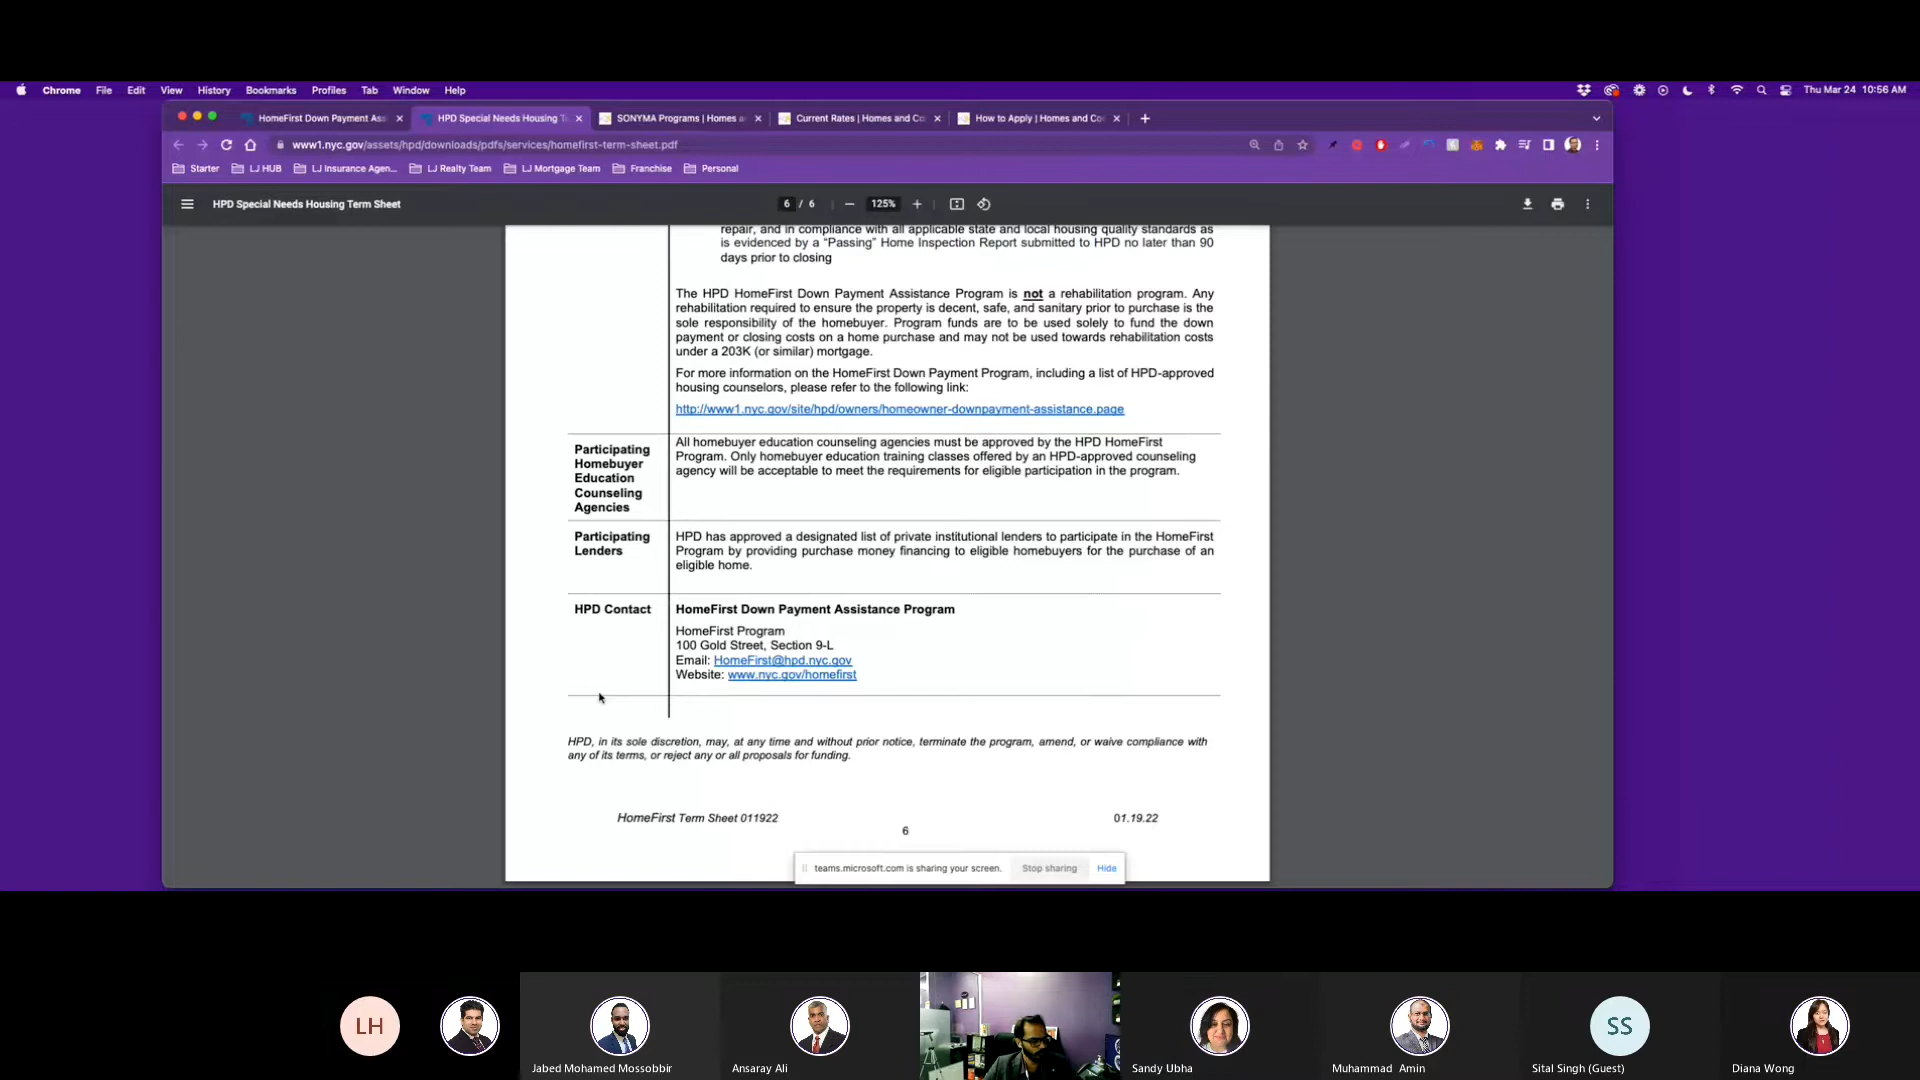 Chrome File Edit View History Bookmarks Profiles Tab Window Help Thu Mar 24 10:56 AM
HomeFirst Down Payment Ass HPD Special Needs Housing T SONYMA Programs | Homes a Current Rates | Homes and Co How to Apply | Homes and Co
www1.nyc.gov/assets/hpd/downloads/pdfs/services/homefirst-term-sheet.pdf
Starter LJ HUB LJ Insurance Agen... LJ Realty Team LJ Mortgage Team Franchise Personal
HPD Special Needs Housing Term Sheet 6 / 6 125%
repair, and in compliance with all applicable state and local housing quality standards as
is evidenced by a “Passing” Home Inspection Report submitted to HPD no later than 90
days prior to closing
The HPD HomeFirst Down Payment Assistance Program is not a rehabilitation program. Any
rehabilitation required to ensure the property is decent, safe, and sanitary prior to purchase is the
sole responsibility of the homebuyer. Program funds are to be used solely to fund the down
payment or closing costs on a home purchase and may not be used towards rehabilitation costs
under a 203K (or similar) mortgage.
For more information on the HomeFirst Down Payment Program, including a list of HPD-approved
housing counselors, please refer to the following link:
http://www1.nyc.gov/site/hpd/owners/homeowner-downpayment-assistance.page
Participating
Homebuyer
Education
Counseling
Agencies
All homebuyer education counseling agencies must be approved by the HPD HomeFirst
Program. Only homebuyer education training classes offered by an HPD-approved counseling
agency will be acceptable to meet the requirements for eligible participation in the program.
Participating
Lenders
HPD has approved a designated list of private institutional lenders to participate in the HomeFirst
Program by providing purchase money financing to eligible homebuyers for the purchase of an
eligible home.
HPD Contact
HomeFirst Down Payment Assistance Program
HomeFirst Program
100 Gold Street, Section 9-L
Email: HomeFirst@hpd.nyc.gov
Website: www.nyc.gov/homefirst
HPD, in its sole discretion, may, at any time and without prior notice, terminate the program, amend, or waive compliance with
any of its terms, or reject any or all proposals for funding.
HomeFirst Term Sheet 011922 01.19.22
6
teams.microsoft.com is sharing your screen. Stop sharing Hide
LH SS
Jabed Mohamed Mossobbir Ansaray Ali Sandy Ubha Muhammad Amin Sital Singh (Guest) Diana Wong